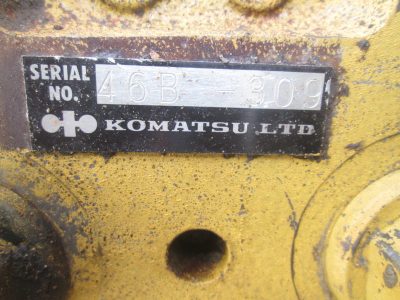 SERIAL
NO. 46B 309
KOMATSU LTD